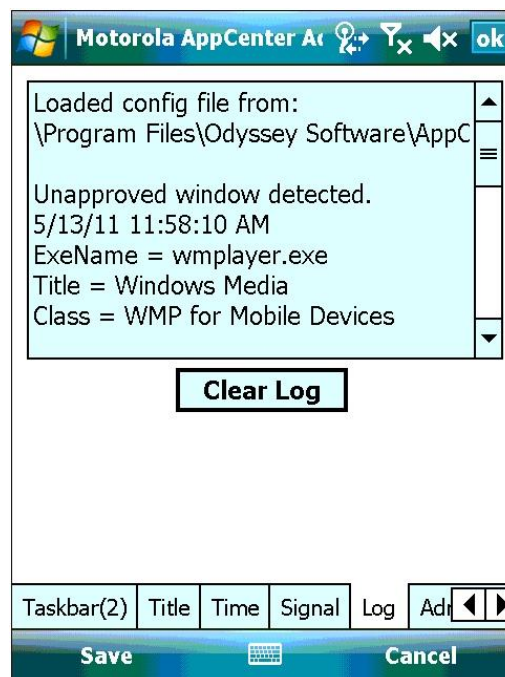 Motorola AppCenter
ok
Loaded config file from:
\Program Files\Odyssey Software\AppC
Unapproved window detected.
5/13/11 11:58:10 AM
ExeName = wmplayer.exe
Title = Windows Media
Class = WMP for Mobile Devices
Clear Log
Taskbar(2) Title Time Signal Log
Save Cancel